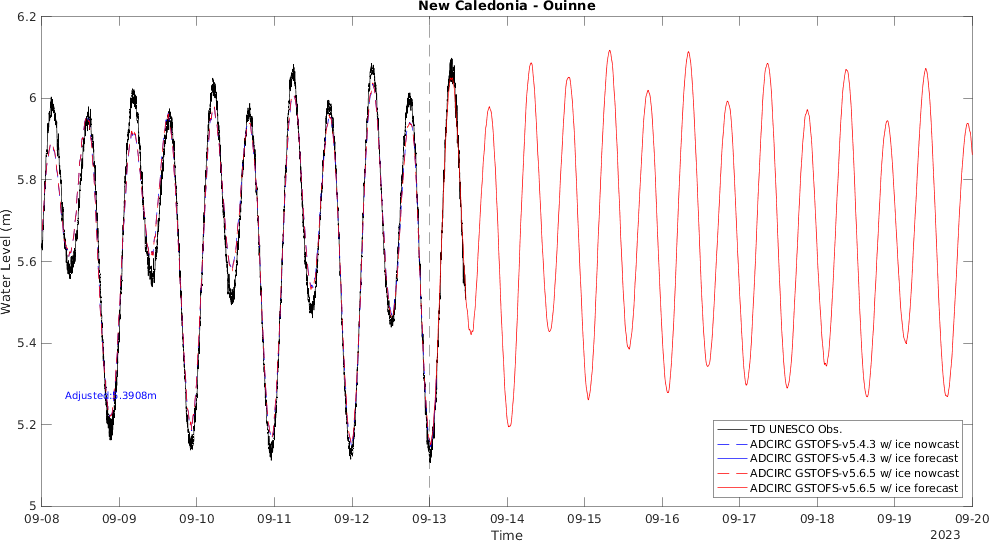 New Caledonia - Ouinne
6.2
6
5.8
5.6
5.4
5.2
5
Water Level (m)
Adjusted:5.3908m
TD UNESCO Obs.
ADCIRC GSTOFS-v5.4.3 w/ ice nowcast
ADCIRC GSTOFS-v5.4.3 w/ ice forecast
ADCIRC GSTOFS-v5.6.5 w/ ice nowcast
ADCIRC GSTOFS-v5.6.5 w/ ice forecast
09-08 09-09 09-10 09-11 09-12 09-13 09-14 09-15 09-16 09-17 09-18 09-19 09-20
Time
2023